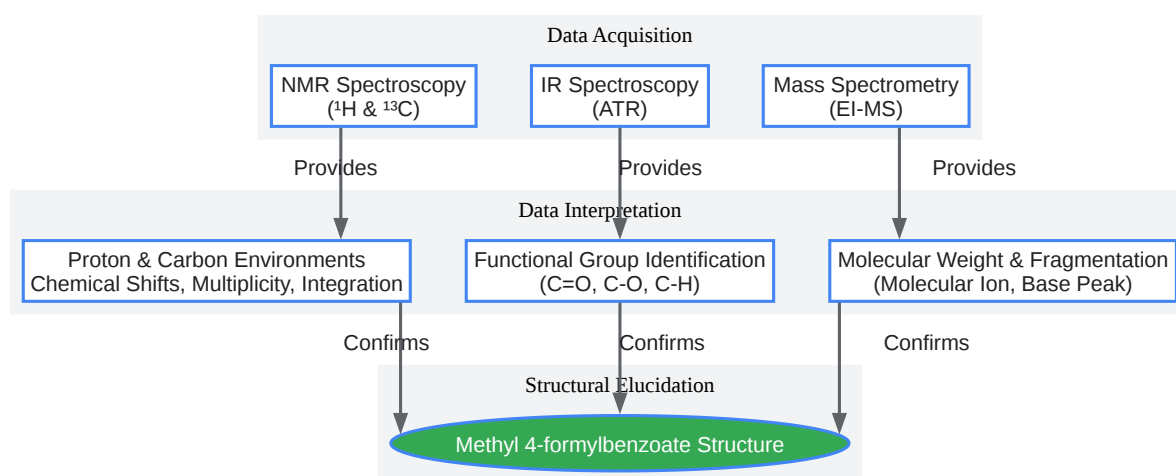 Data Acquisition
NMR Spectroscopy
(¹H & ¹³C)
IR Spectroscopy
(ATR)
Mass Spectrometry
(EI-MS)
Provides
Provides
Provides
Data Interpretation
Proton & Carbon Environments
Chemical Shifts, Multiplicity, Integration
Functional Group Identification
(C=O, C-O, C-H)
Molecular Weight & Fragmentation
(Molecular Ion, Base Peak)
Confirms
Confirms
Confirms
Structural Elucidation
Methyl 4-formylbenzoate Structure